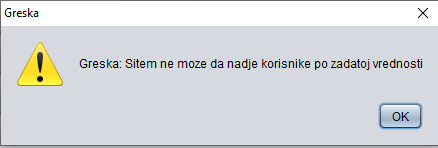 Greska
Greska: Sitem ne moze da nadje korisnike po zadatoj vrednosti
OK